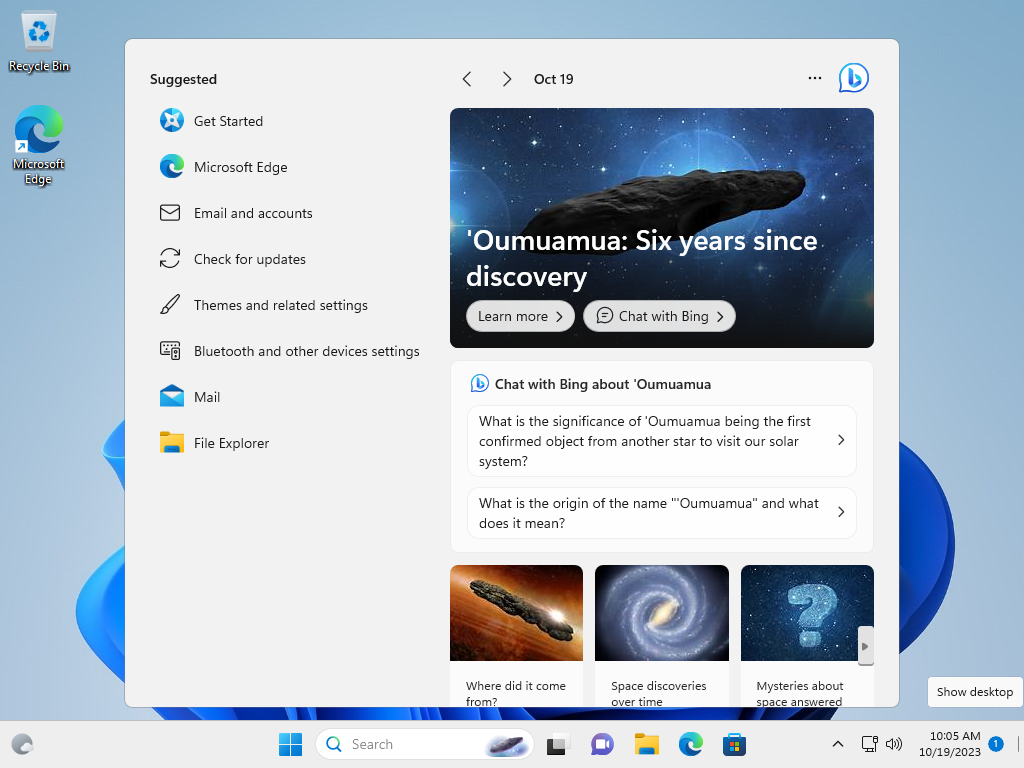 Recycle Bin
Microsoft
Edge
Suggested
Get Started
Microsoft Edge
Email and accounts
Check for updates
Themes and related settings
Bluetooth and other devices settings
Mail
File Explorer
Oct 19
'Oumuamua: Six years since
discovery
Learn more
Chat with Bing
Chat with Bing about 'Oumuamua
What is the significance of 'Oumuamua being the first
confirmed object from another star to visit our solar
system?
What is the origin of the name "'Oumuamua" and what
does it mean?
Where did it come
from?
Space discoveries
over time
Mysteries about
space answered
Show desktop
Search
10:05 AM
10/19/2023
1